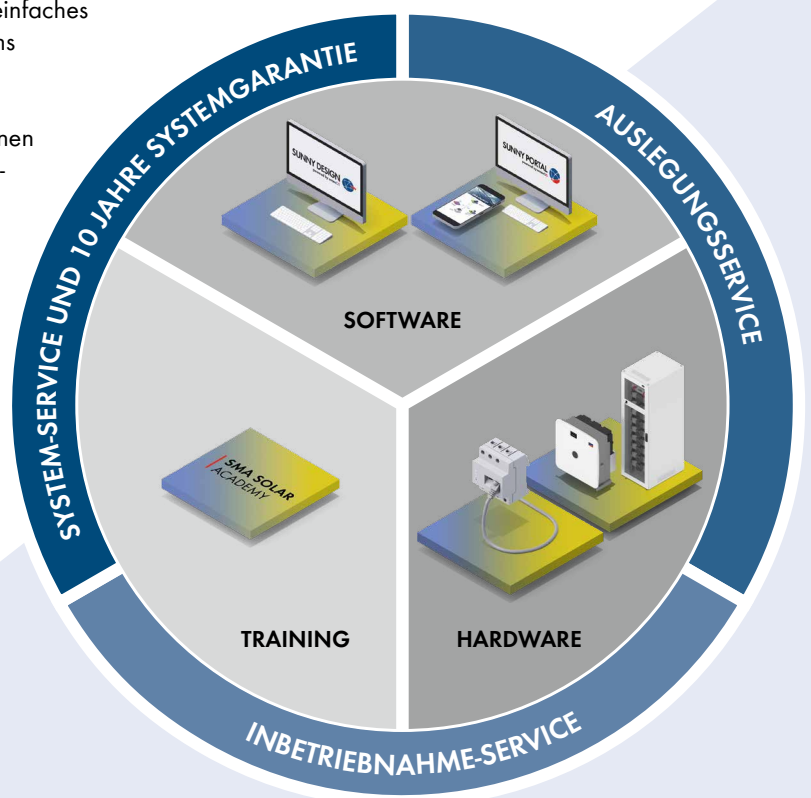 einfaches
ns
men
-
SYSTEM-SERVICE UND 10 JAHRE SYSTEMGARANTIE
AUSLEGUNGSSERVICE
SUNNY DESIGN
SUNNY PORTAL
SOFTWARE
SMA SOLAR
ACADEMY
TRAINING
HARDWARE
INBETRIEBNAHME-SERVICE